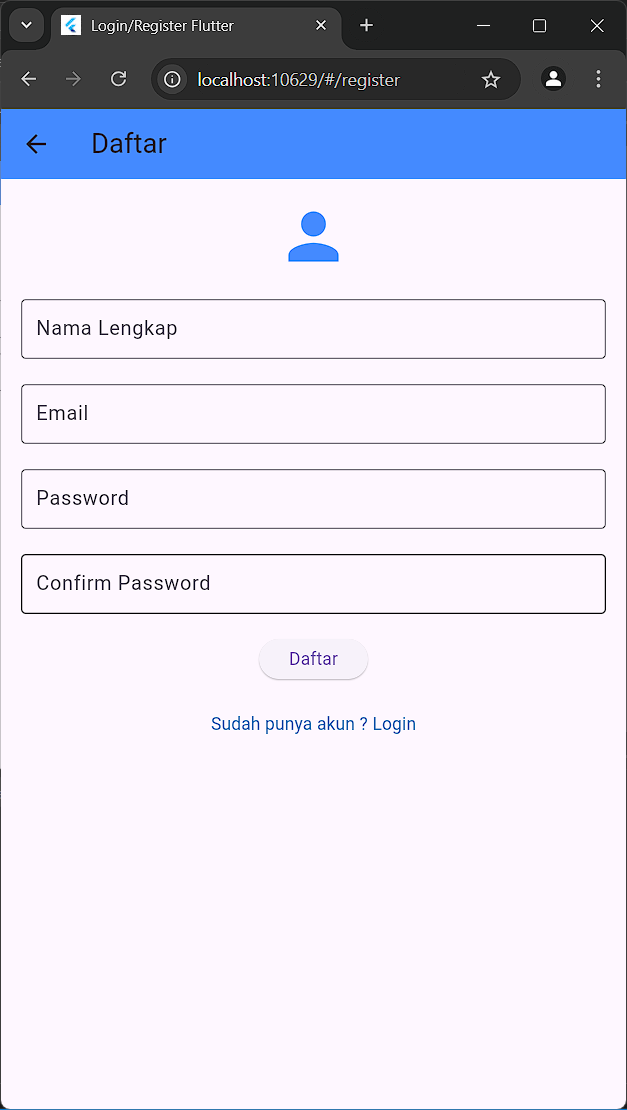 Login/Register Flutter
localhost:10629/#/register
Daftar
Nama Lengkap
Email
Password
Confirm Password
Daftar
Sudah punya akun ? Login